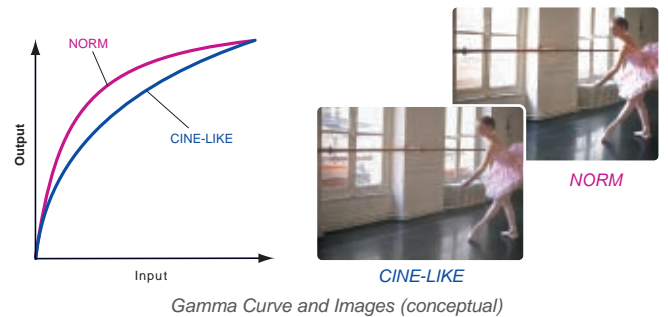 NORM
CINE-LIKE
Output
Input
NORM
CINE-LIKE
Gamma Curve and Images (conceptual)